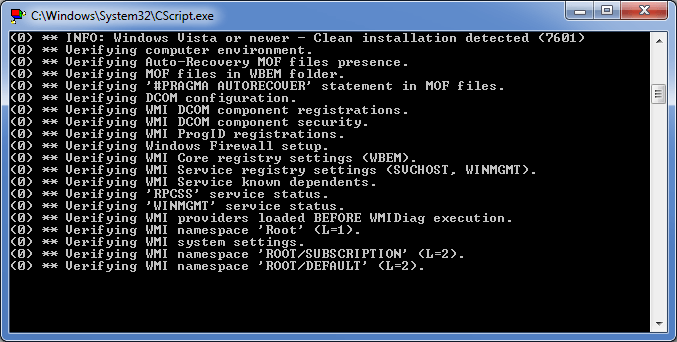 C:\Windows\System32\CScript.exe
(0) ** INFO: Windows Vista or newer - Clean installation detected (7601)
(0) ** Verifying computer environment.
(0) ** Verifying Auto-Recovery MOF files presence.
(0) ** Verifying MOF files in WBEM folder.
(0) ** Verifying '#PRAGMA AUTORECOVER' statement in MOF files.
(0) ** Verifying DCOM configuration.
(0) ** Verifying WMI DCOM component registrations.
(0) ** Verifying WMI DCOM component security.
(0) ** Verifying WMI ProgID registrations.
(0) ** Verifying Windows Firewall setup.
(0) ** Verifying WMI Core registry settings (WBEM).
(0) ** Verifying WMI Service registry settings (SVCHOST, WINMGMT).
(0) ** Verifying WMI Service known dependents.
(0) ** Verifying 'RPCSS' service status.
(0) ** Verifying 'WINMGMT' service status.
(0) ** Verifying WMI providers loaded BEFORE WMIDiag execution.
(0) ** Verifying WMI namespace 'Root' (L=1).
(0) ** Verifying WMI system settings.
(0) ** Verifying WMI namespace 'ROOT/SUBSCRIPTION' (L=2).
(0) ** Verifying WMI namespace 'ROOT/DEFAULT' (L=2).